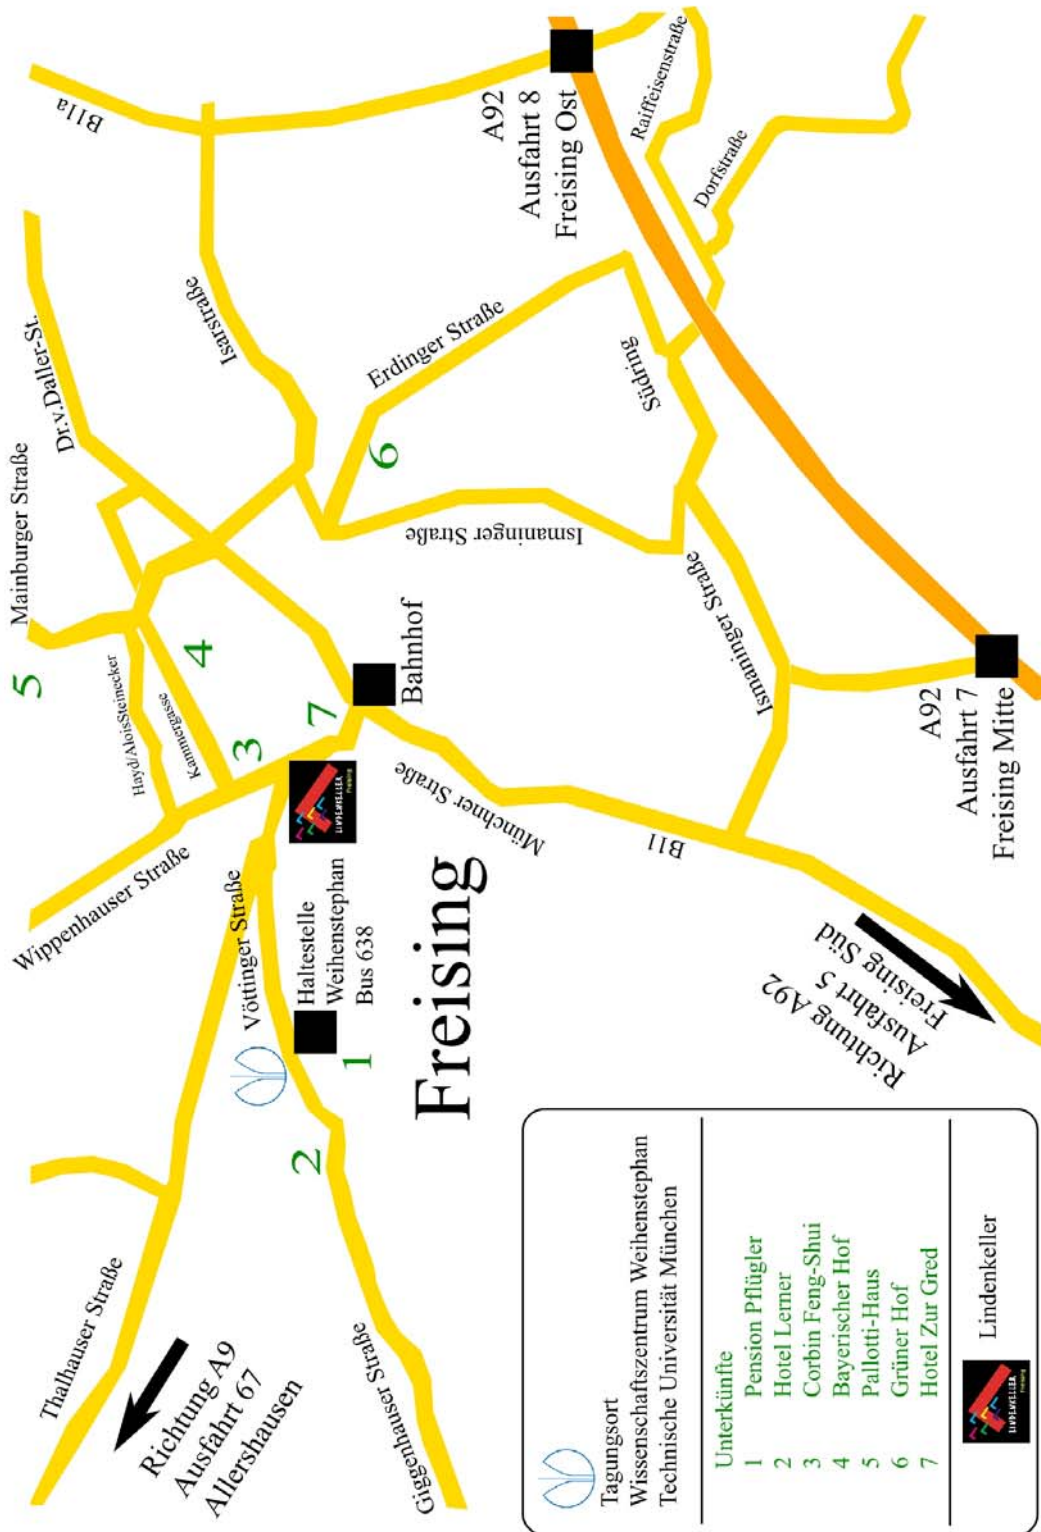 Mainburger Straße
Dr.v.Daller-St.
B11a
5
Hayd/AloisSteinecker
4
Kammergasse
3
7
Isarstraße
A92
Ausfahrt 8
Freising Ost
Raiffeisenstraße
Dorfstraße
Erdinger Straße
6
Südring
Ismaninger Straße
Ismaninger Straße
Bahnhof
Wippenhauser Straße
LINDENKELLER
Freising
Münchner Straße
B11
A92
Ausfahrt 7
Freising Mitte
Thalhauser Straße
Vöttinger Straße
Haltestelle
Weihenstephan
Bus 638
1
2
Freising
Richtung A9
Ausfahrt 67
Allershausen
Giggenhauser Straße
Richtung A92
Ausfahrt 5
Freising Süd
Tagungsort
Wissenschaftszentrum Weihenstephan
Technische Universität München
Unterkünfte
1 Pension Pflügler
2 Hotel Lerner
3 Corbin Feng-Shui
4 Bayerischer Hof
5 Pallotti-Haus
6 Grüner Hof
7 Hotel Zur Gred
LINDENKELLER
Freising
Lindenkeller